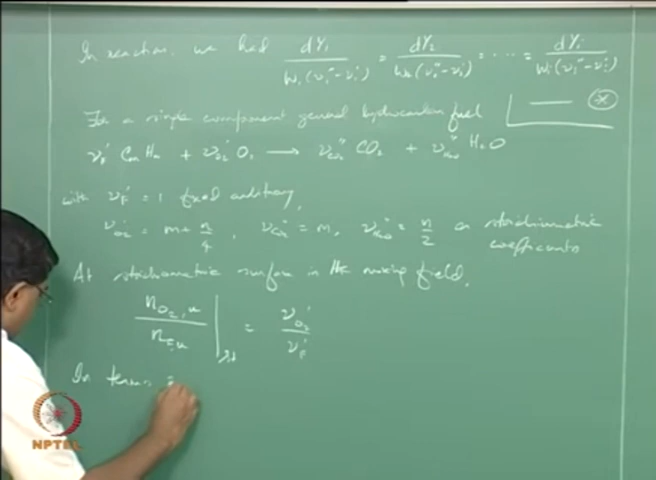 In reaction, we had dY₁/W₁(ν₁″−ν₁′) = dY₂/W₂(ν₂″−ν₂′) = ⋯ = dYᵢ/Wᵢ(νᵢ″−νᵢ′)
For a single component general hydrocarbon fuel
⊛
ν_F′ CₘHₙ + ν_O₂′ O₂ → ν_CO₂″ CO₂ + ν_H₂O″ H₂O
with ν_F′ = 1 fixed arbitrary,
ν_O₂′ = m + n/4, ν_CO₂″ = m, ν_H₂O″ = n/2 as stoichiometric coefficients
At stoichiometric surface in the mixing field,
n_O₂,u / n_F,u |_st = ν_O₂′ / ν_F′
In terms
NPTEL